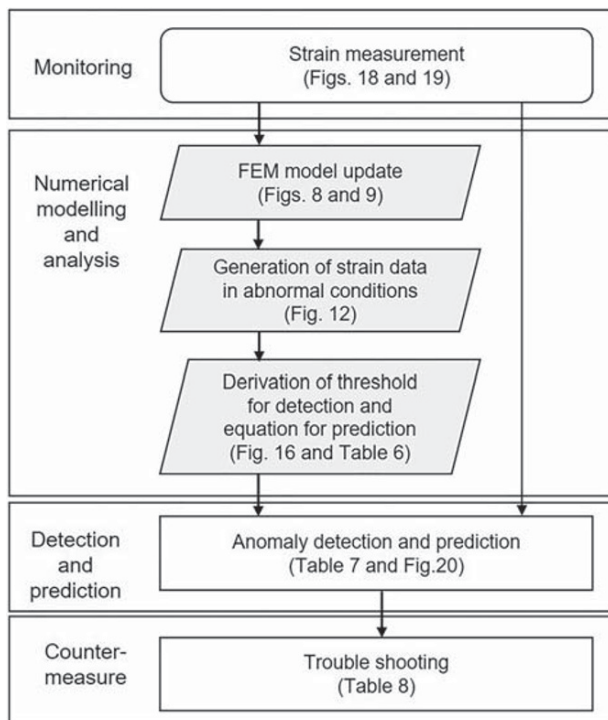 Monitoring
Strain measurement
(Figs. 18 and 19)
Numerical
modelling
and
analysis
FEM model update
(Figs. 8 and 9)
Generation of strain data
in abnormal conditions
(Fig. 12)
Derivation of threshold
for detection and
equation for prediction
(Fig. 16 and Table 6)
Detection
and
prediction
Anomaly detection and prediction
(Table 7 and Fig.20)
Counter-
measure
Trouble shooting
(Table 8)